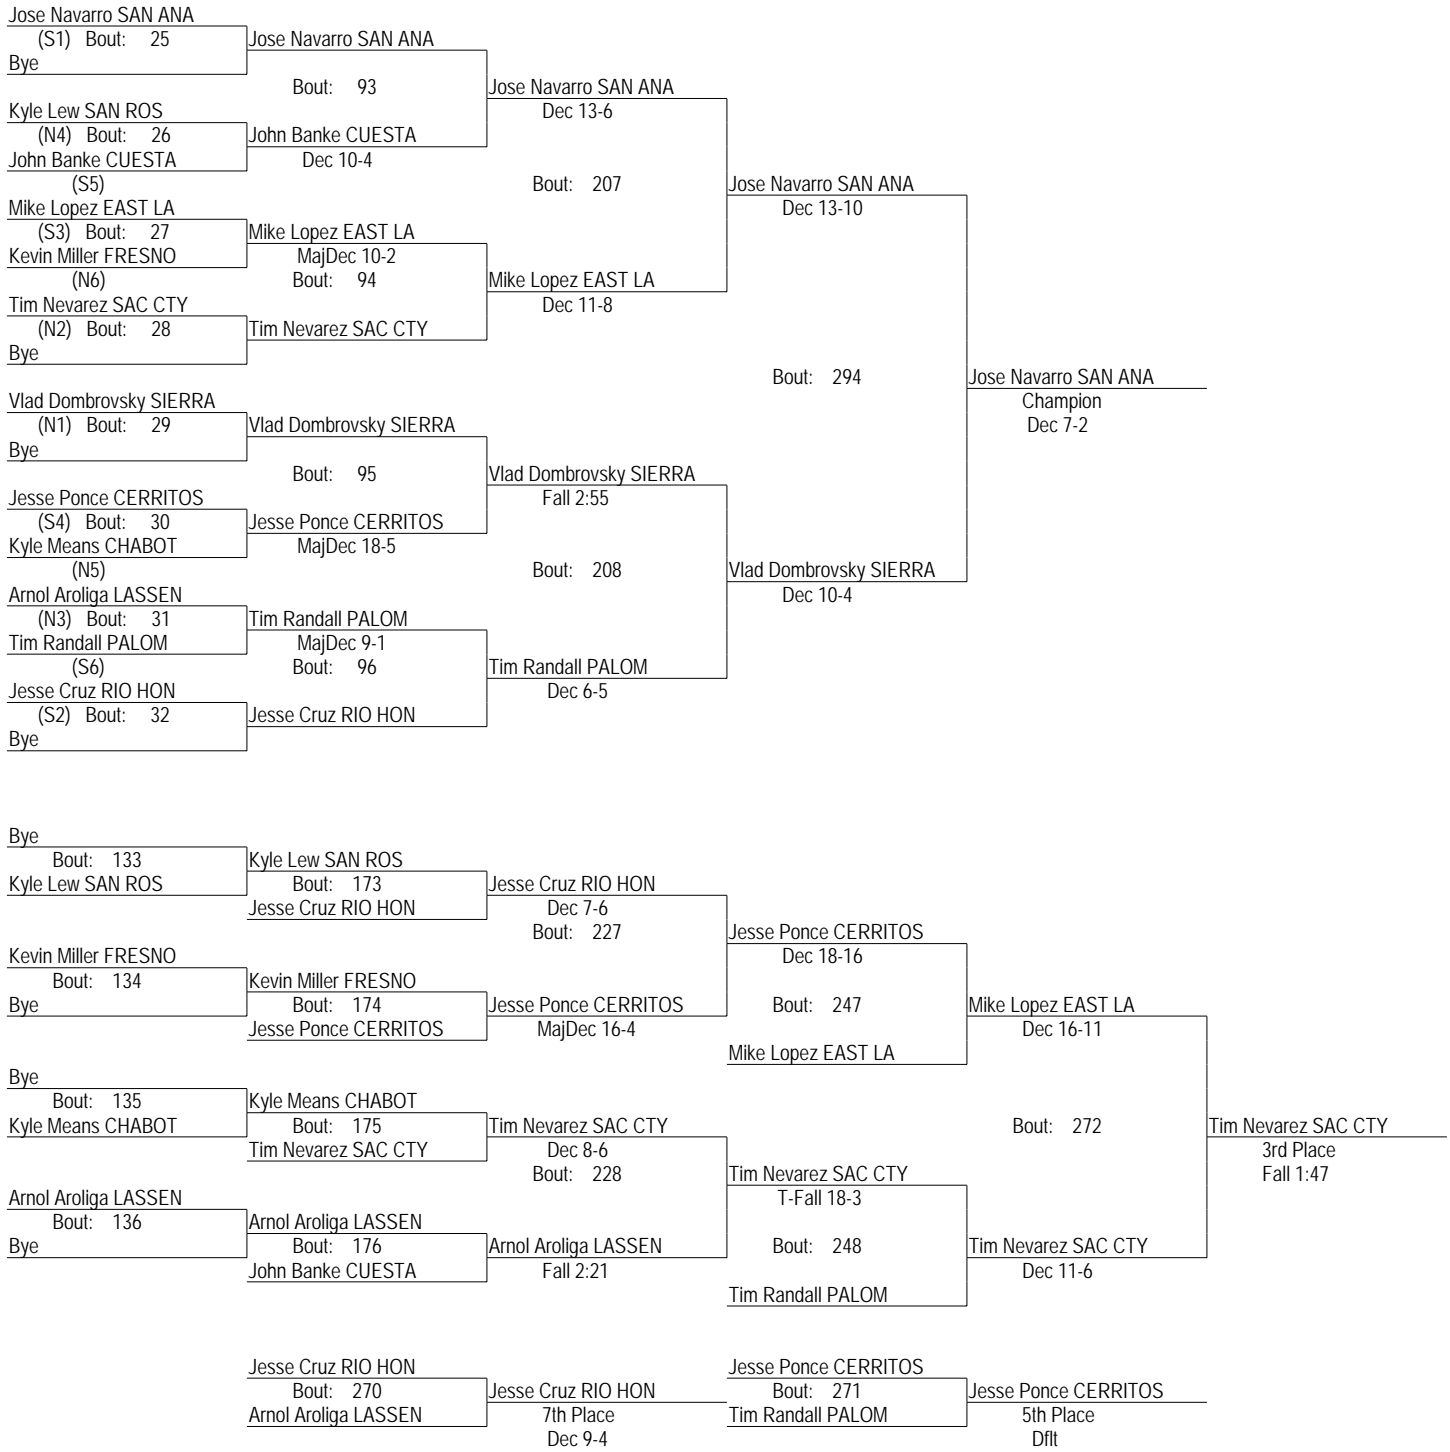 Jose Navarro SAN ANA
(S1) Bout: 25 Jose Navarro SAN ANA
Bye
Bout: 93 Jose Navarro SAN ANA
Kyle Lew SAN ROS Dec 13-6
(N4) Bout: 26 John Banke CUESTA
John Banke CUESTA Dec 10-4
(S5) Bout: 207 Jose Navarro SAN ANA
Mike Lopez EAST LA Dec 13-10
(S3) Bout: 27 Mike Lopez EAST LA
Kevin Miller FRESNO MajDec 10-2
(N6) Bout: 94 Mike Lopez EAST LA
Tim Nevarez SAC CTY Dec 11-8
(N2) Bout: 28 Tim Nevarez SAC CTY
Bye
Bout: 294 Jose Navarro SAN ANA
Vlad Dombrovsky SIERRA Champion
(N1) Bout: 29 Vlad Dombrovsky SIERRA Dec 7-2
Bye
Bout: 95 Vlad Dombrovsky SIERRA
Jesse Ponce CERRITOS Fall 2:55
(S4) Bout: 30 Jesse Ponce CERRITOS
Kyle Means CHABOT MajDec 18-5
(N5) Bout: 208 Vlad Dombrovsky SIERRA
Arnol Aroliga LASSEN Dec 10-4
(N3) Bout: 31 Tim Randall PALOM
Tim Randall PALOM MajDec 9-1
(S6) Bout: 96 Tim Randall PALOM
Jesse Cruz RIO HON Dec 6-5
(S2) Bout: 32 Jesse Cruz RIO HON
Bye
Bye
Bout: 133 Kyle Lew SAN ROS
Kyle Lew SAN ROS Bout: 173 Jesse Cruz RIO HON
Jesse Cruz RIO HON Dec 7-6
Bout: 227 Jesse Ponce CERRITOS
Kevin Miller FRESNO Dec 18-16
Bout: 134 Kevin Miller FRESNO
Bye Bout: 174 Jesse Ponce CERRITOS Bout: 247 Mike Lopez EAST LA
Jesse Ponce CERRITOS MajDec 16-4 Dec 16-11
Mike Lopez EAST LA
Bye
Bout: 135 Kyle Means CHABOT
Kyle Means CHABOT Bout: 175 Tim Nevarez SAC CTY Bout: 272 Tim Nevarez SAC CTY
Tim Nevarez SAC CTY Dec 8-6 3rd Place
Bout: 228 Tim Nevarez SAC CTY Fall 1:47
Arnol Aroliga LASSEN T-Fall 18-3
Bout: 136 Arnol Aroliga LASSEN
Bye Bout: 176 Arnol Aroliga LASSEN Bout: 248 Tim Nevarez SAC CTY
John Banke CUESTA Fall 2:21 Dec 11-6
Tim Randall PALOM
Jesse Cruz RIO HON Jesse Ponce CERRITOS
Bout: 270 Jesse Cruz RIO HON Bout: 271 Jesse Ponce CERRITOS
Arnol Aroliga LASSEN 7th Place Tim Randall PALOM 5th Place
Dec 9-4 Dflt